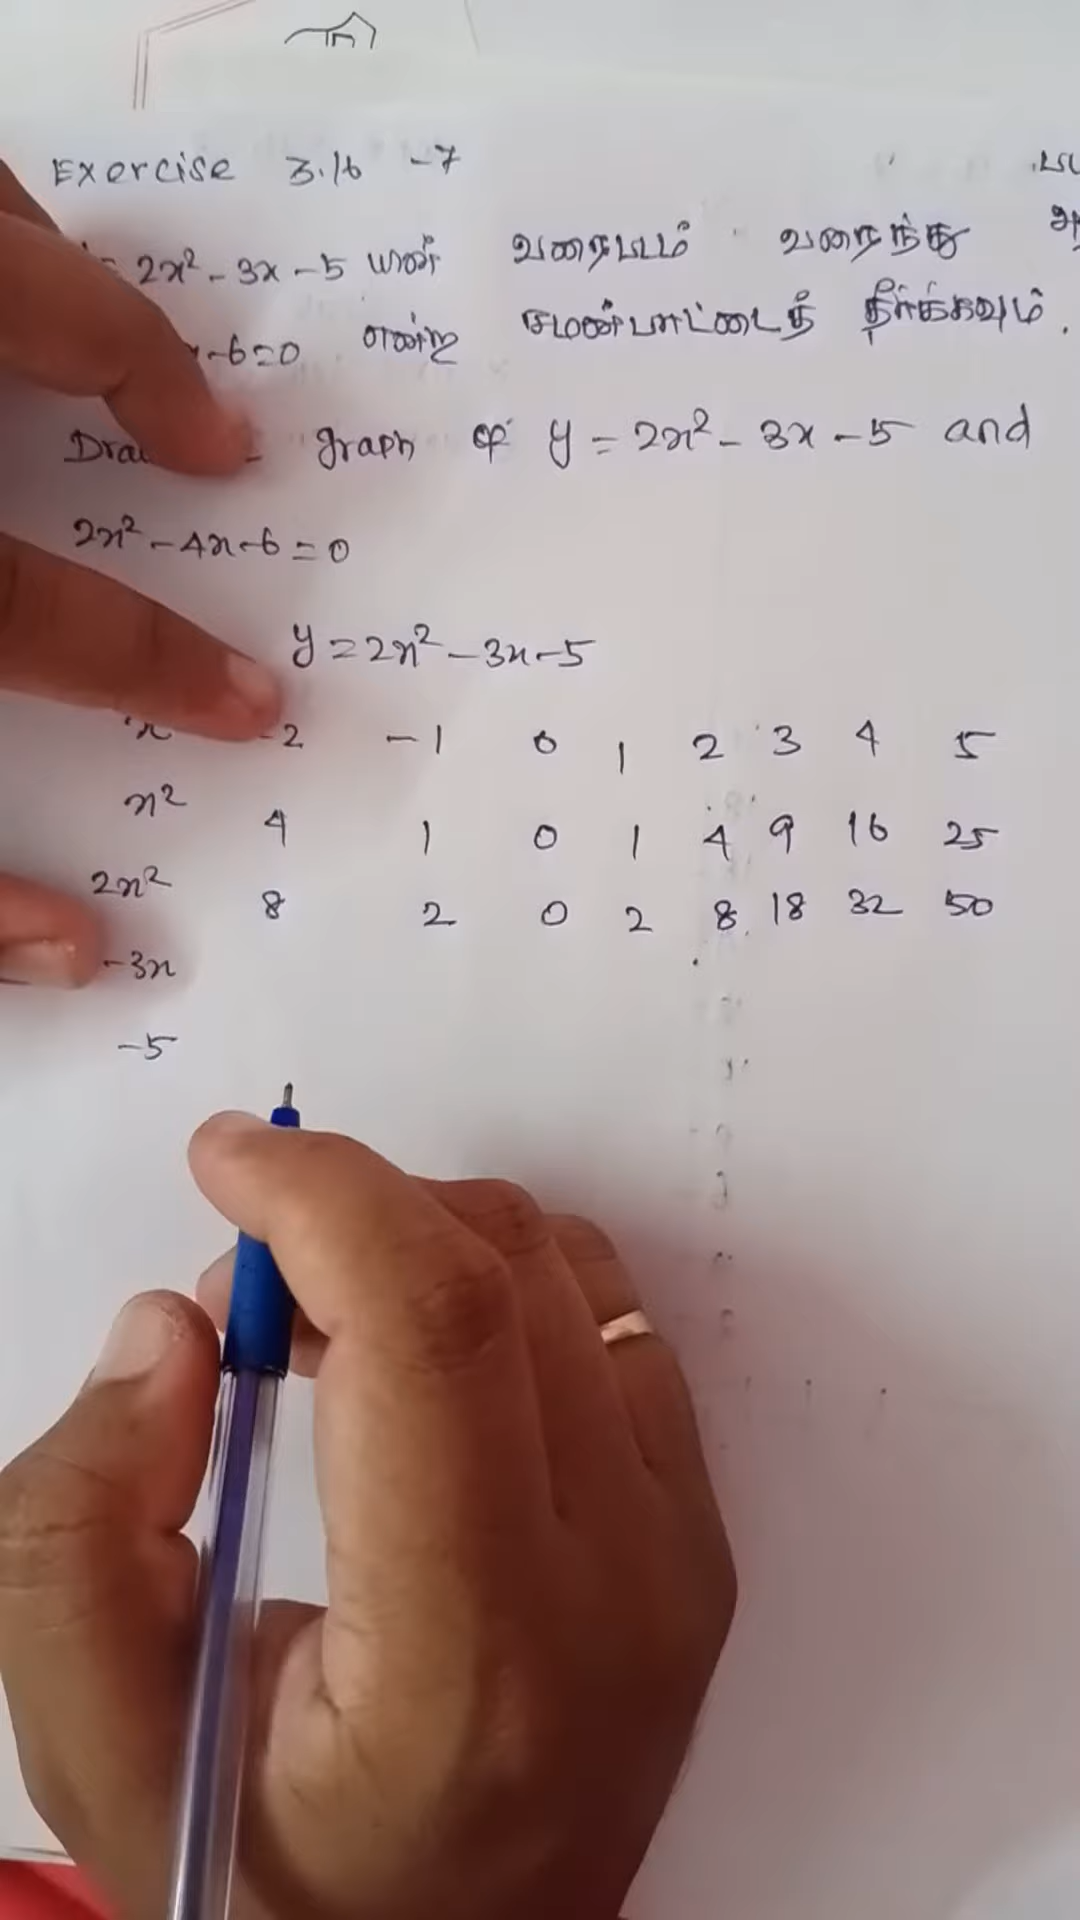 Exercise 3.16 -7
2x² - 3x - 5 யின் வரைபடம் வரைந்து
-6=0 என்ற சமன்பாட்டைத் தீர்க்கவும்.
graph of y = 2x² - 3x - 5 and
2x² - 4x - 6 = 0
y = 2x² - 3x - 5
x -2 -1 0 1 2 3 4 5
x² 4 1 0 1 4 9 16 25
2x² 8 2 0 2 8 18 32 50
-3x
-5